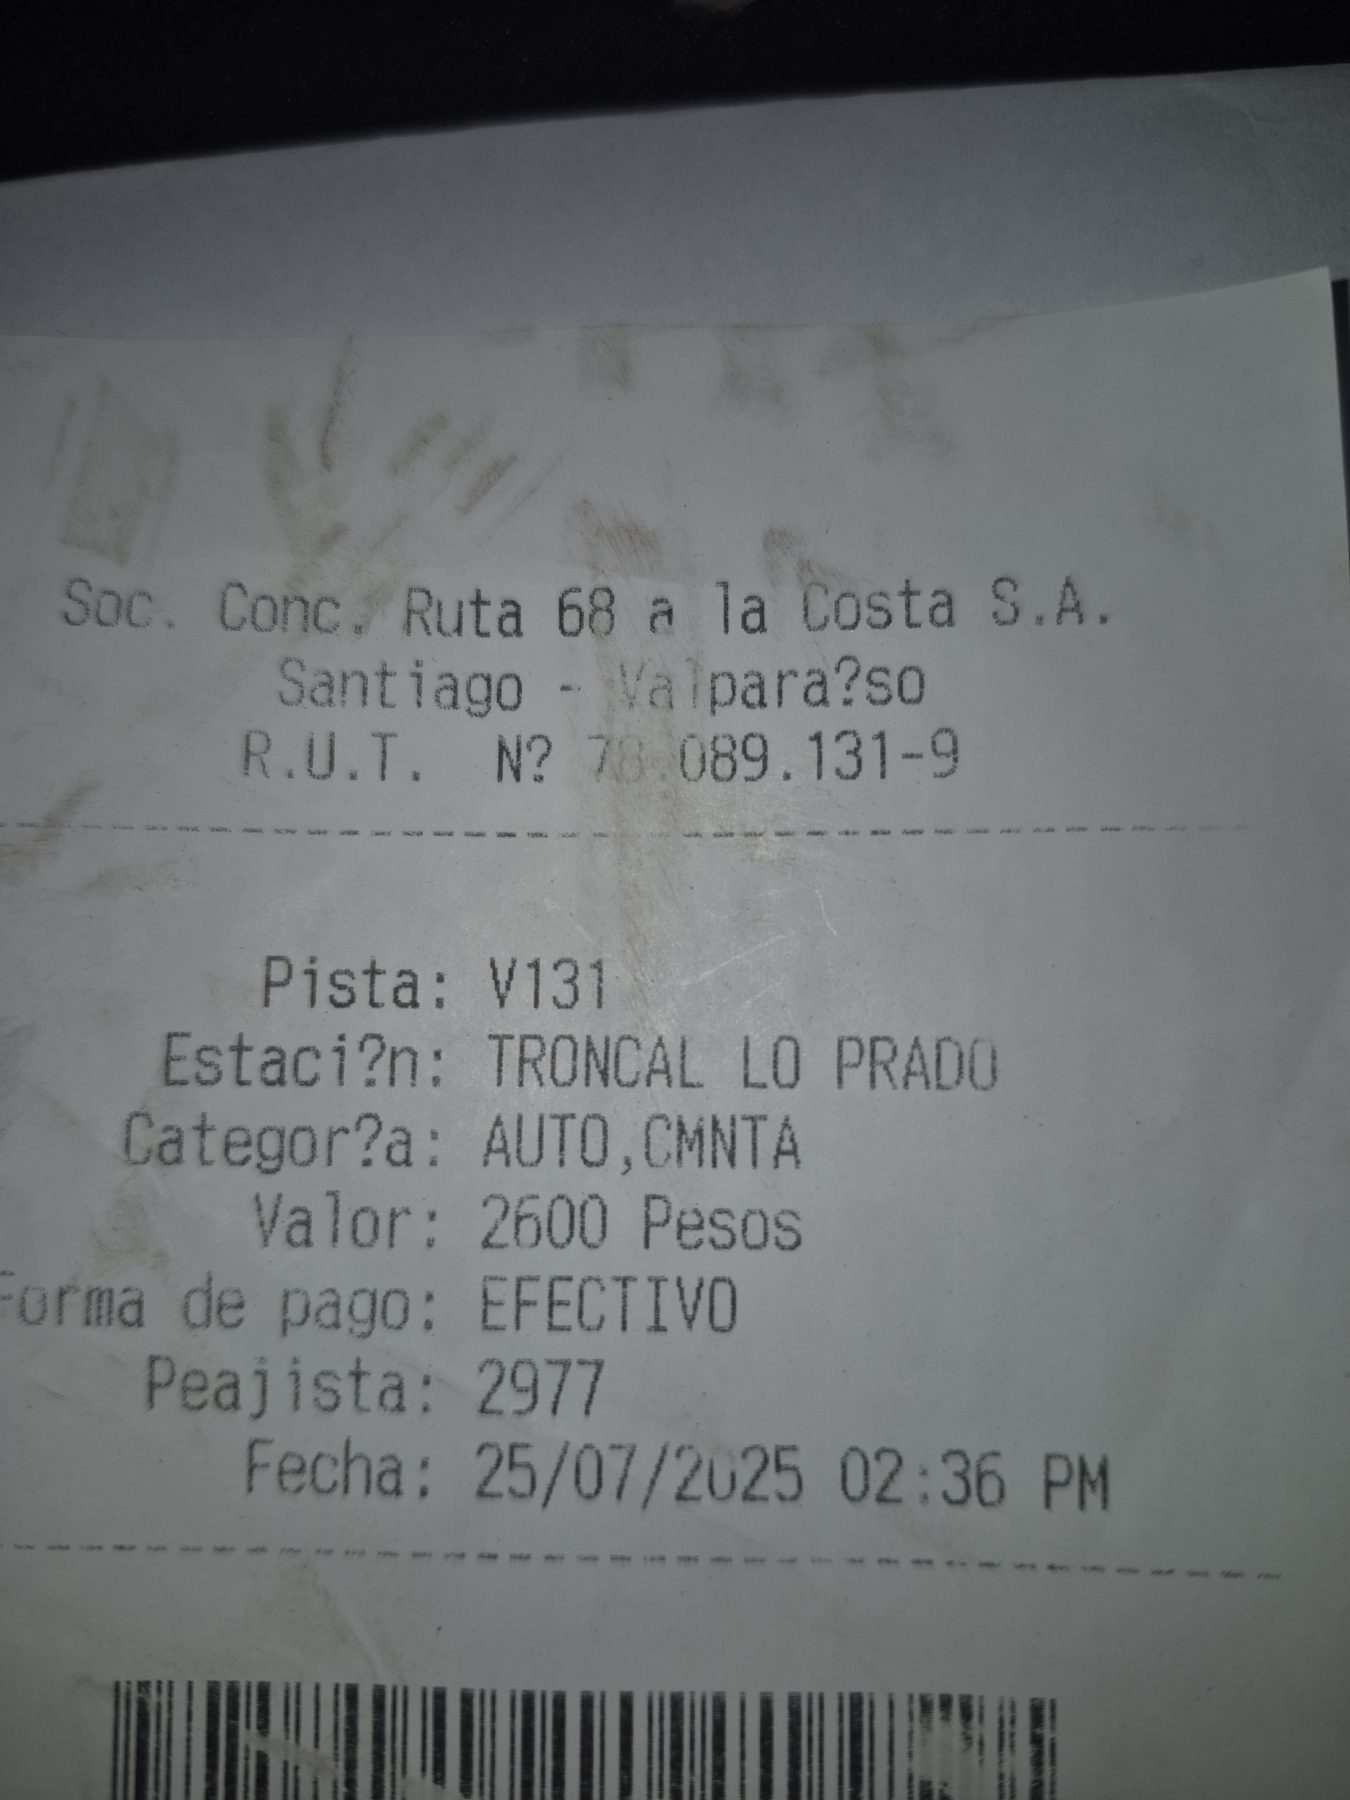 Soc. Conc. Ruta 68 a la Costa S.A.
Santiago - Valpara?so
R.U.T. N? 78.089.131-9
Pista: V131
Estaci?n: TRONCAL LO PRADO
Categor?a: AUTO,CMNTA
Valor: 2600 Pesos
Forma de pago: EFECTIVO
Peajista: 2977
Fecha: 25/07/2025 02:36 PM